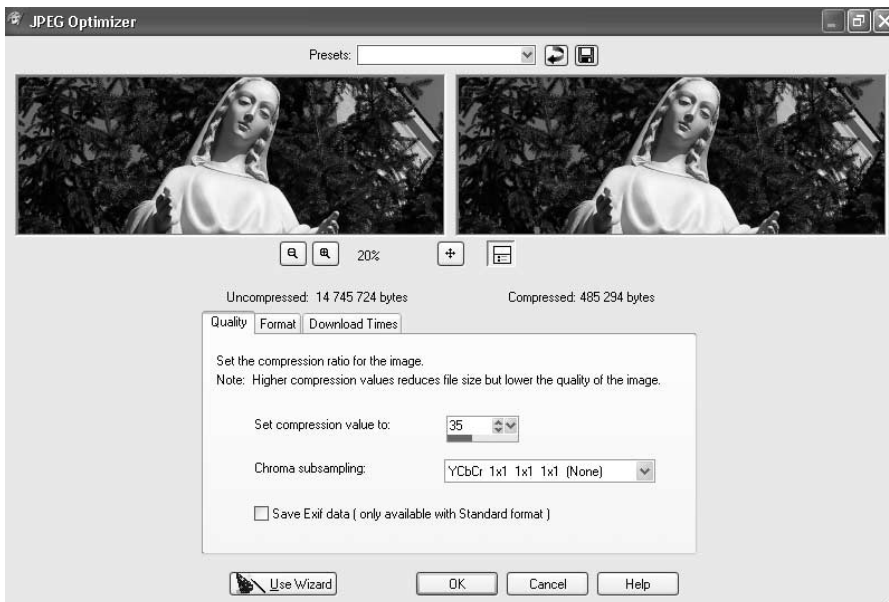 JPEG Optimizer
Presets:
20%
Uncompressed: 14 745 724 bytes
Compressed: 485 294 bytes
Quality
Format
Download Times
Set the compression ratio for the image.
Note: Higher compression values reduces file size but lower the quality of the image.
Set compression value to:
35
Chroma subsampling:
YCbCr 1x1 1x1 1x1 (None)
Save Exif data ( only available with Standard format )
Use Wizard
OK
Cancel
Help